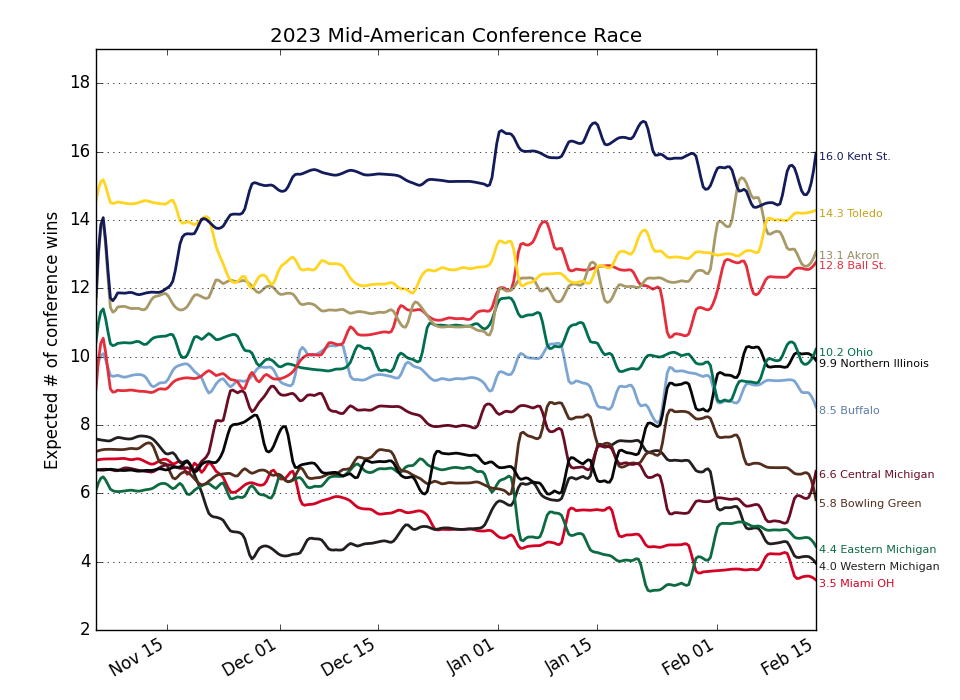 2023 Mid-American Conference Race
Expected # of conference wins
18
16
14
12
10
8
6
4
2
16.0 Kent St.
14.3 Toledo
13.1 Akron
12.8 Ball St.
10.2 Ohio
9.9 Northern Illinois
8.5 Buffalo
6.6 Central Michigan
5.8 Bowling Green
4.4 Eastern Michigan
4.0 Western Michigan
3.5 Miami OH
Nov 15
Dec 01
Dec 15
Jan 01
Jan 15
Feb 01
Feb 15